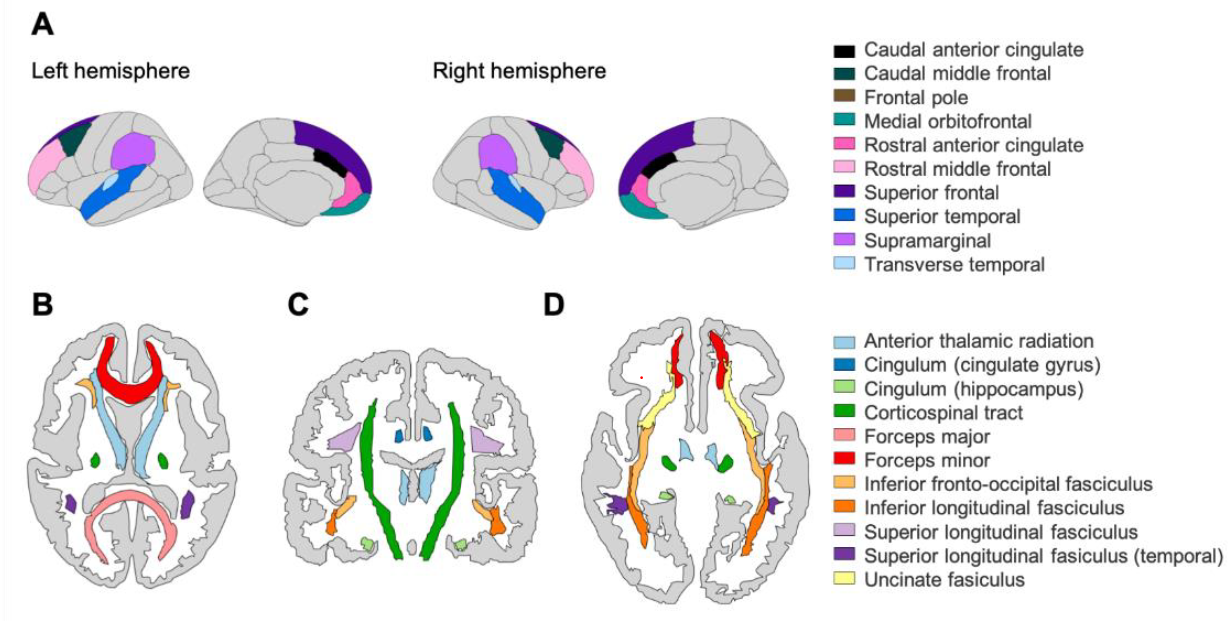 A
Left hemisphere
Right hemisphere
Caudal anterior cingulate
Caudal middle frontal
Frontal pole
Medial orbitofrontal
Rostral anterior cingulate
Rostral middle frontal
Superior frontal
Superior temporal
Supramarginal
Transverse temporal
B
C
D
Anterior thalamic radiation
Cingulum (cingulate gyrus)
Cingulum (hippocampus)
Corticospinal tract
Forceps major
Forceps minor
Inferior fronto-occipital fasciculus
Inferior longitudinal fasciculus
Superior longitudinal fasciculus
Superior longitudinal fasiculus (temporal)
Uncinate fasiculus